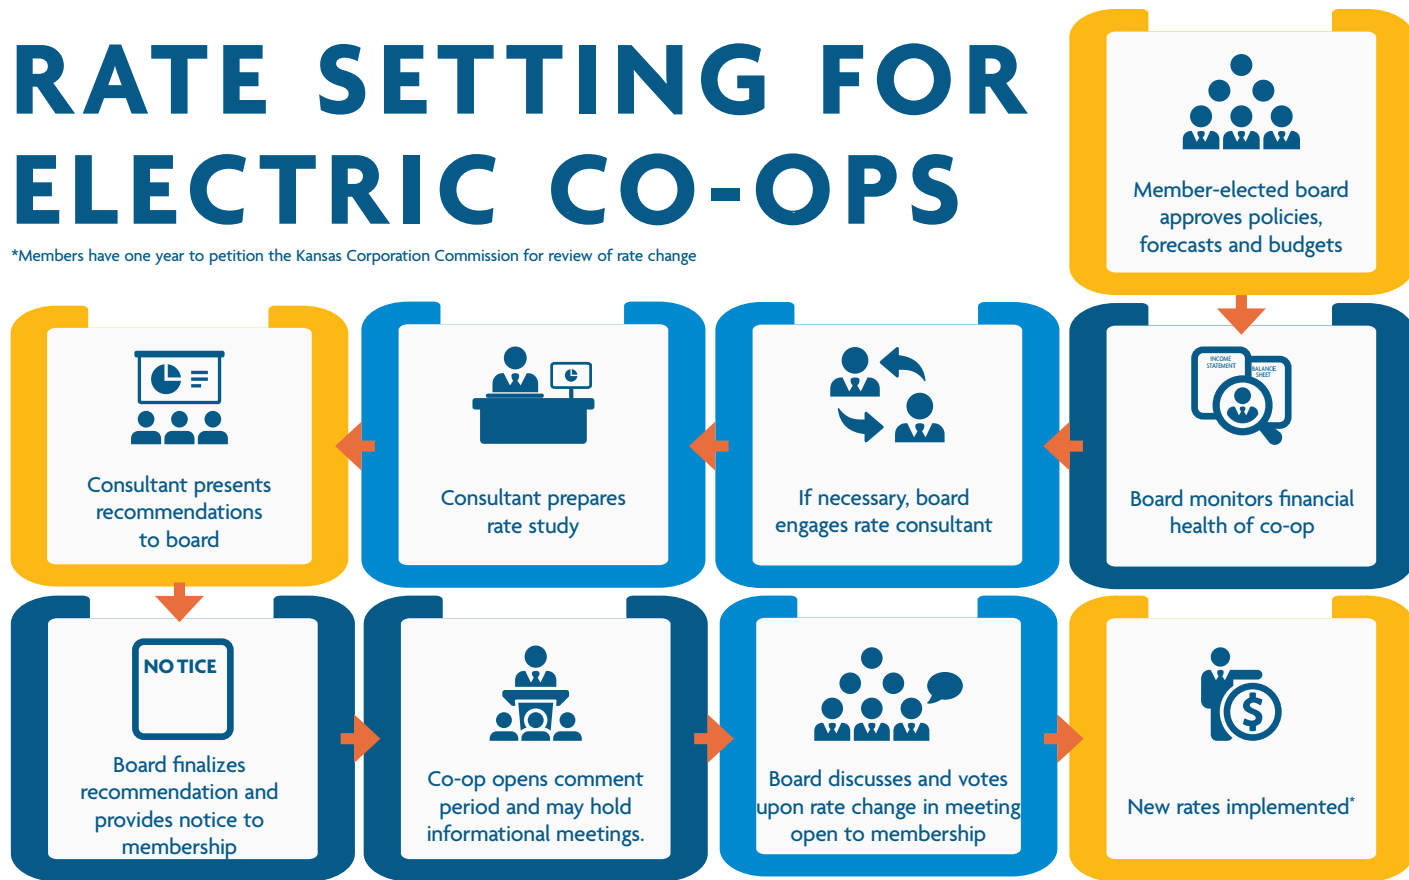 RATE SETTING FOR
ELECTRIC CO-OPS
*Members have one year to petition the Kansas Corporation Commission for review of rate change
Member-elected board
approves policies,
forecasts and budgets
INCOME
STATEMENT
BALANCE
SHEET
Board monitors financial
health of co-op
If necessary, board
engages rate consultant
Consultant prepares
rate study
Consultant presents
recommendations
to board
NOTICE
Board finalizes
recommendation and
provides notice to
membership
Co-op opens comment
period and may hold
informational meetings.
Board discusses and votes
upon rate change in meeting
open to membership
$
New rates implemented*